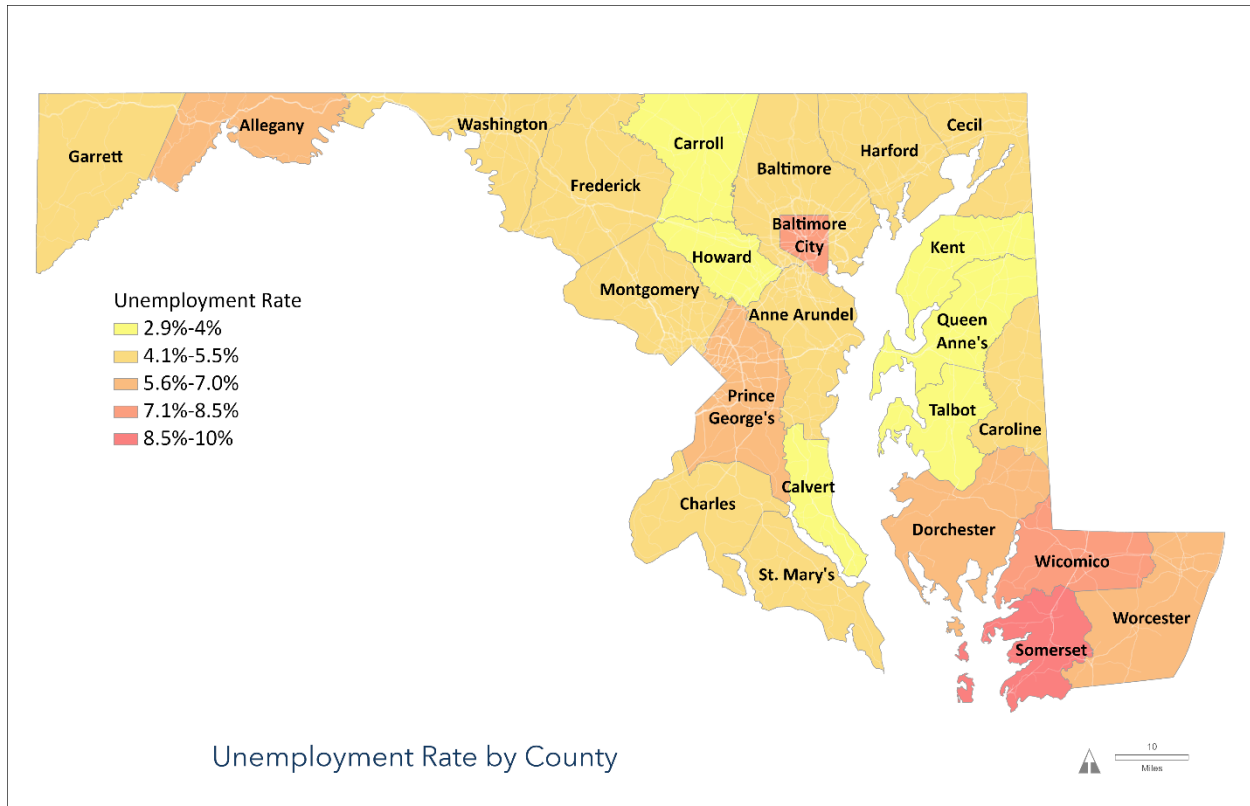 Allegany
Washington
Cecil
Garrett
Carroll
Harford
Baltimore
Frederick
Baltimore
City
Kent
Howard
Montgomery
Unemployment Rate
2.9%-4%
4.1%-5.5%
5.6%-7.0%
7.1%-8.5%
8.5%-10%
Anne Arundel
Queen
Anne's
Prince
George's
Talbot
Caroline
Calvert
Charles
Dorchester
St. Mary's
Wicomico
Worcester
Somerset
Unemployment Rate by County
10
Miles